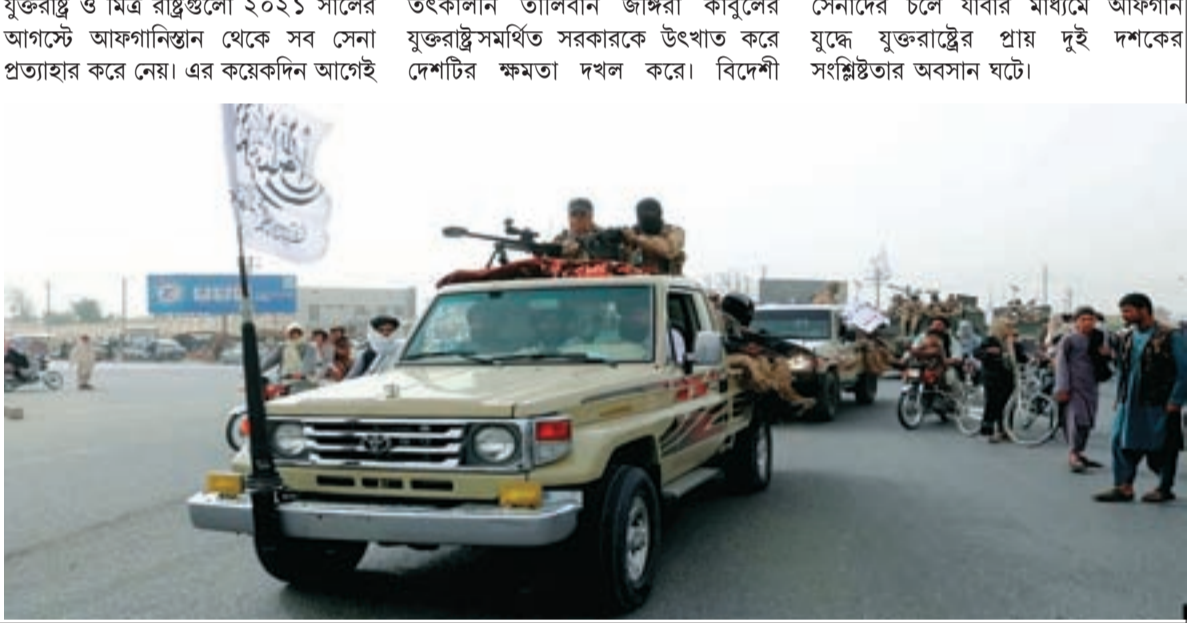 যুক্তরাষ্ট্র ও মিত্র রাষ্ট্রগুলো ২০২১ সালের
আগস্টে আফগানিস্তান থেকে সব সেনা
প্রত্যাহার করে নেয়। এর কয়েকদিন আগেই
তৎকালীন তালিবান জঙ্গিরা কাবুলের
যুক্তরাষ্ট্রসমর্থিত সরকারকে উৎখাত করে
দেশটির ক্ষমতা দখল করে। বিদেশী
সেনাদের চলে যাবার মাধ্যমে আফগান
যুদ্ধে যুক্তরাষ্ট্রের প্রায় দুই দশকের
সংশ্লিষ্টতার অবসান ঘটে।